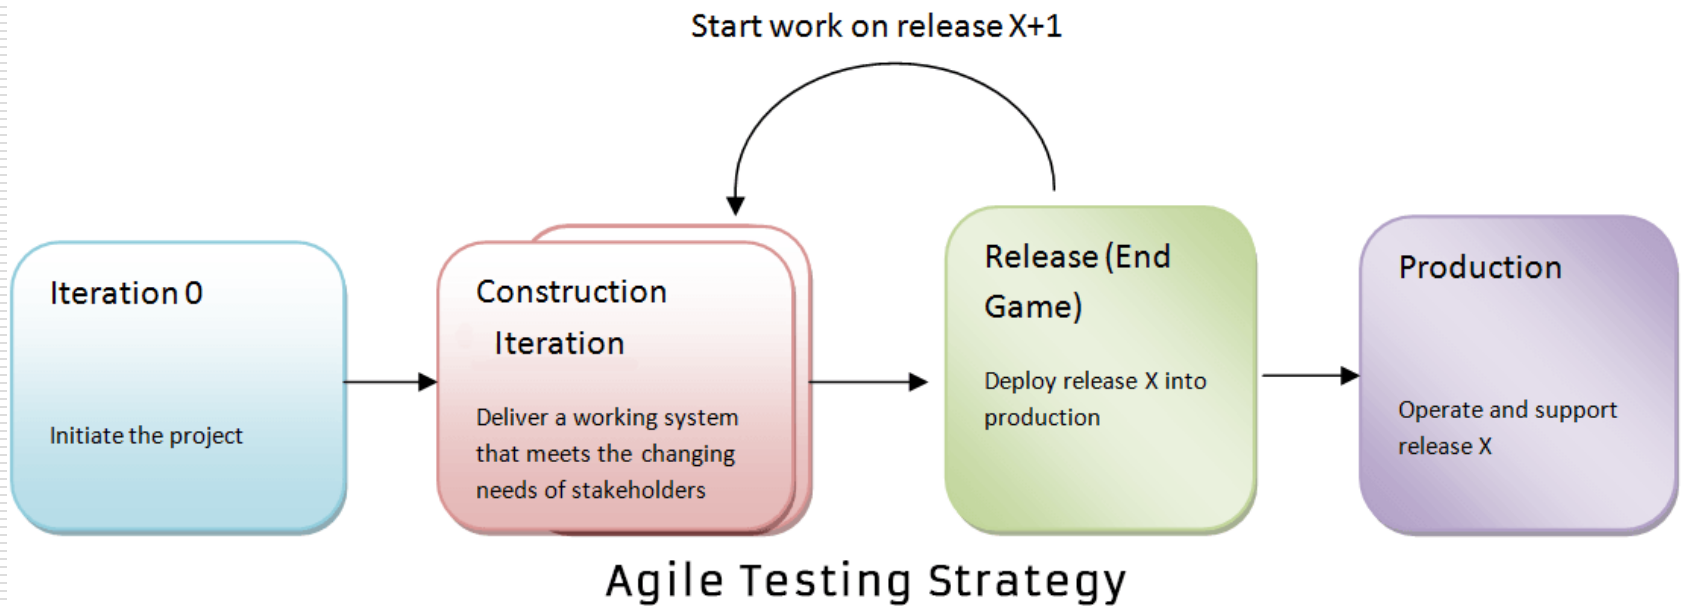 Start work on release X+1
Iteration 0
Initiate the project
Construction
Iteration
Deliver a working system
that meets the changing
needs of stakeholders
Release (End
Game)
Deploy release X into
production
Production
Operate and support
release X
Agile Testing Strategy